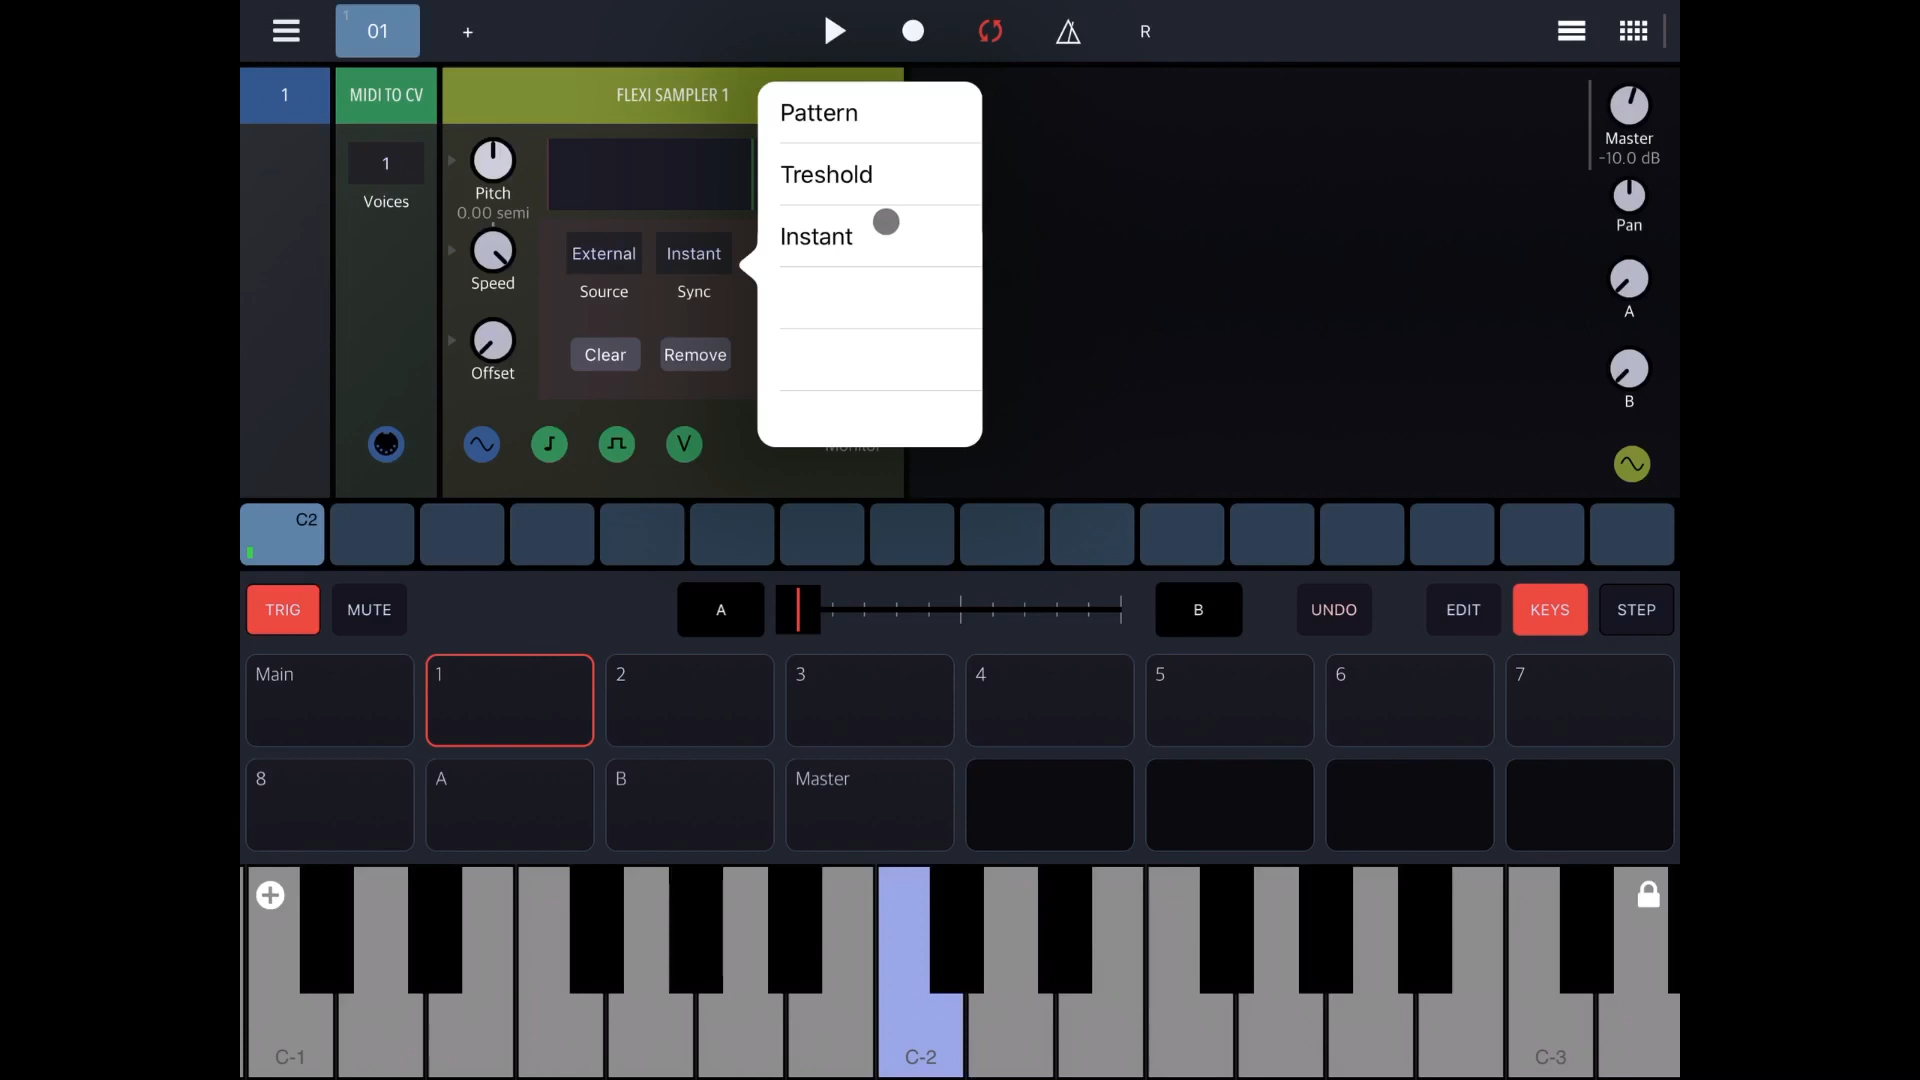 1
01
+
R
1
MIDI TO CV
FLEXI SAMPLER 1
Pattern
Treshold
Instant
1
Voices
Pitch
0.00 semi
Speed
Offset
External
Instant
Source
Sync
Clear
Remove
V
Monitor
Master
-10.0 dB
Pan
A
B
C2
TRIG
MUTE
A
B
UNDO
EDIT
KEYS
STEP
Main
1
2
3
4
5
6
7
8
A
B
Master
C-1
C-2
C-3